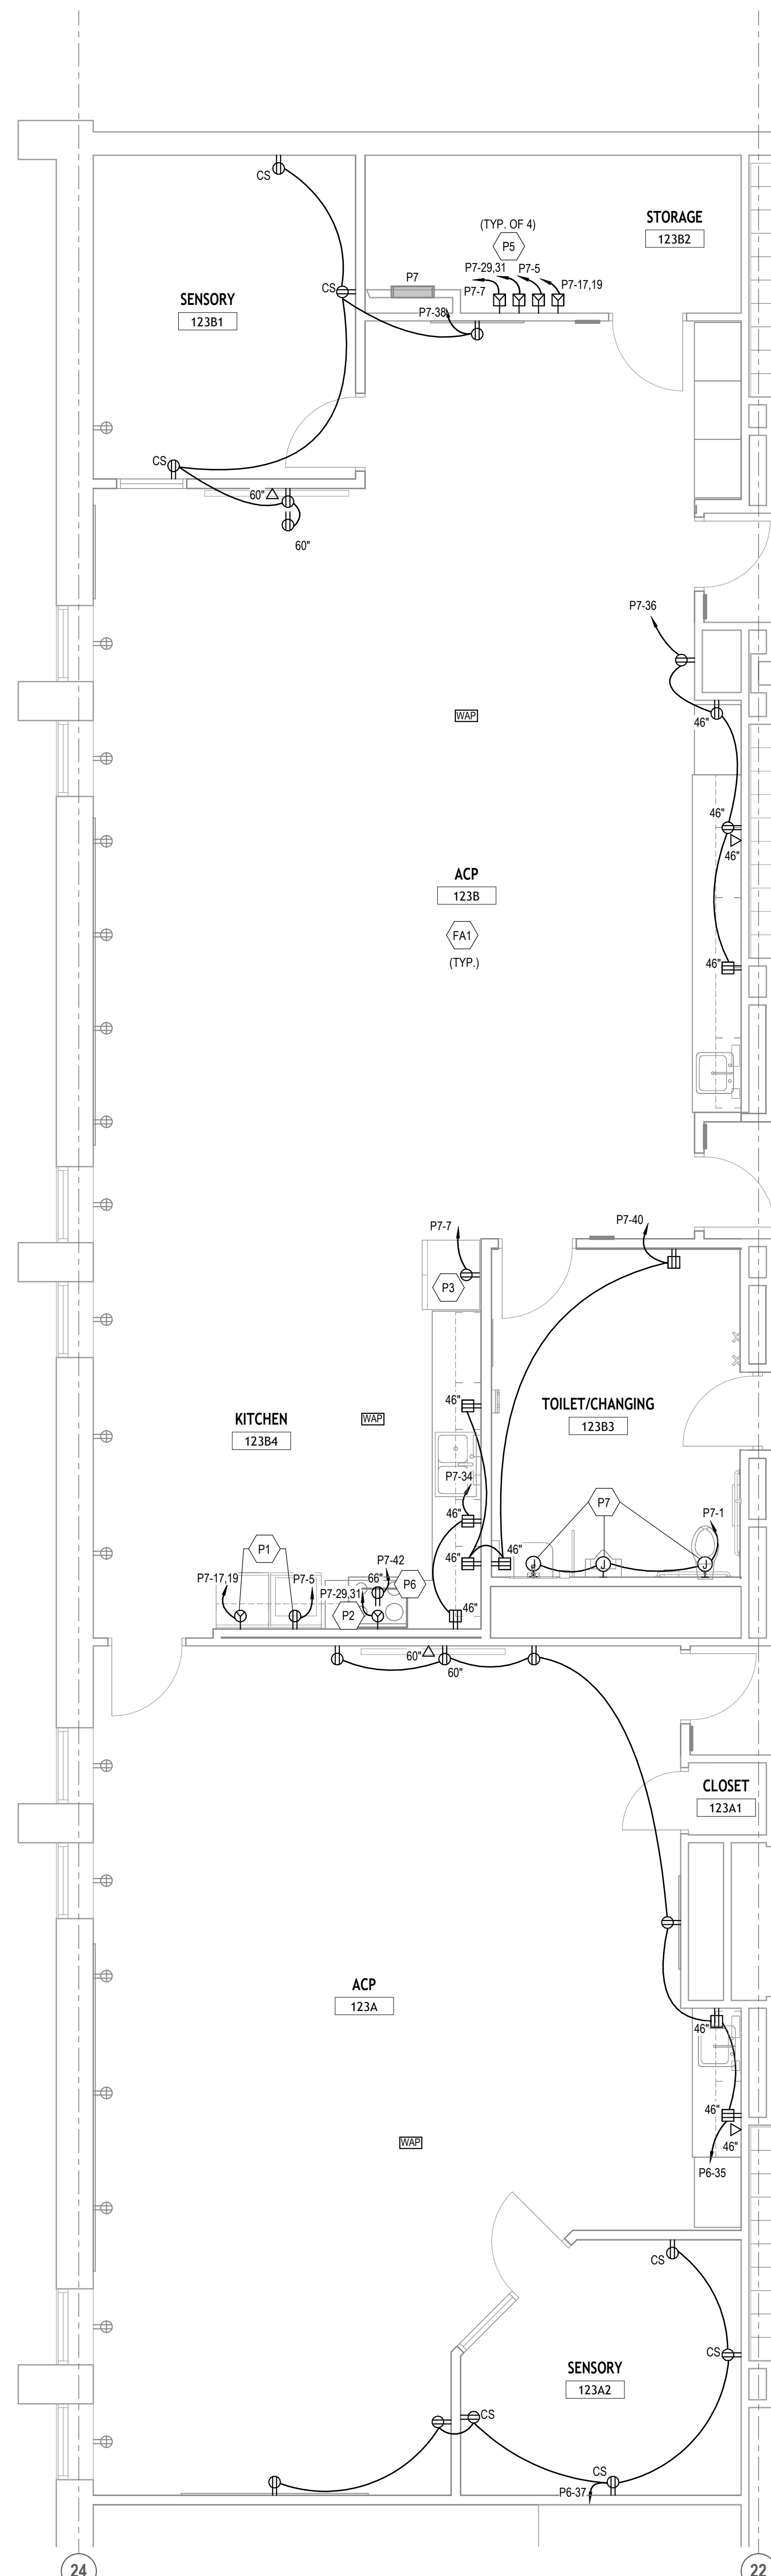 CS
(TYP. OF 4)
P5
STORAGE
123B2
P7-29,31
P7-5
P7
P7-7
P7-17,19
CS
SENSORY
123B1
P7-38
CS
60"
60"
P7-36
WAP
46"
46"
46"
ACP
123B
FA1
(TYP.)
46"
P7-7
P7-40
P3
46"
TOILET/CHANGING
123B3
KITCHEN
123B4
WAP
P7-34
P7
46"
P7-1
P1
46"
46"
J
J
J
P7-42
P7-17,19
P7-5
66"
P6
P7-29,31
P2
46"
60"
60"
CLOSET
123A1
ACP
123A
46"
46"
46"
WAP
P6-35
CS
CS
SENSORY
123A2
CS
CS
P6-37
24
22